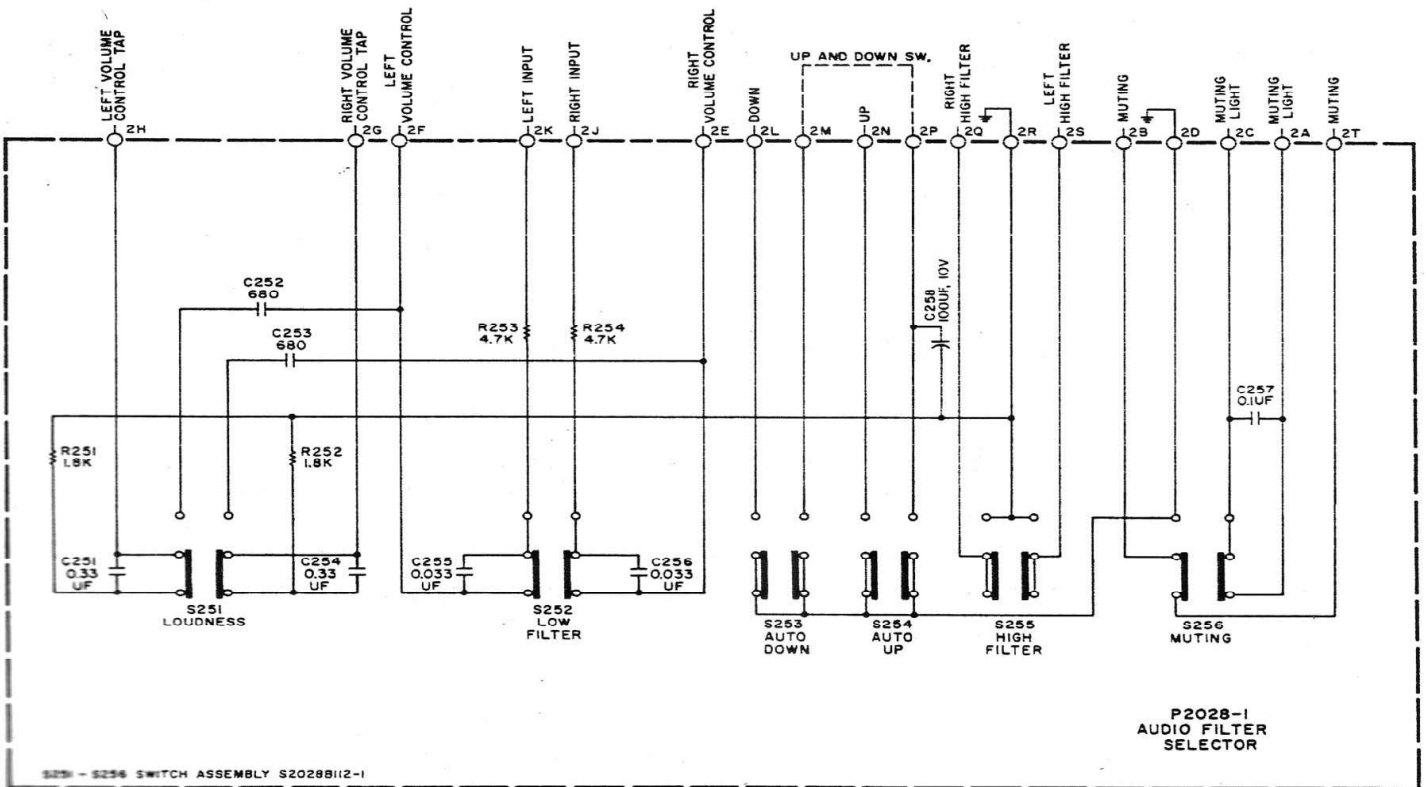 LEFT VOLUME
CONTROL TAP
2H
RIGHT VOLUME
CONTROL TAP
2G
LEFT
VOLUME CONTROL
2F
LEFT INPUT
2K
RIGHT INPUT
2J
RIGHT
VOLUME CONTROL
2E
DOWN
2L
UP AND DOWN SW.
2M
UP
2N
2P
RIGHT
HIGH FILTER
2Q
2R
LEFT
HIGH FILTER
2S
MUTING
2B
2D
MUTING
LIGHT
2C
MUTING
LIGHT
2A
MUTING
2T
C252
680
C253
680
R253
4.7K
R254
4.7K
C258
100UF, 10V
C257
0.1UF
R251
1.8K
R252
1.8K
C251
0.33
UF
C254
0.33
UF
C255
0.033
UF
C256
0.033
UF
S251
LOUDNESS
S252
LOW
FILTER
S253
AUTO
DOWN
S254
AUTO
UP
S255
HIGH
FILTER
S256
MUTING
P2028-1
AUDIO FILTER
SELECTOR
S251 - S256 SWITCH ASSEMBLY S20288112-1